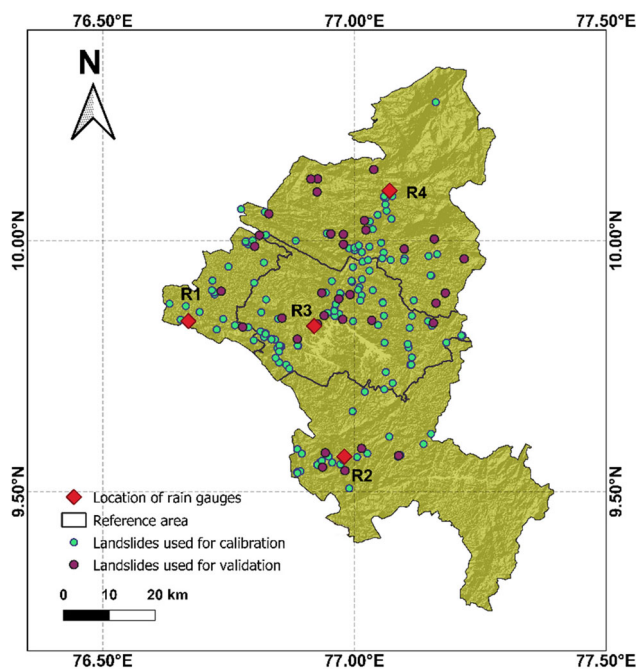 76.50°E 77.00°E 77.50°E
N
R4
10.00°N 10.00°N
R1
R3
R2
9.50°N 9.50°N
Location of rain gauges
Reference area
Landslides used for calibration
Landslides used for validation
0 10 20 km
76.50°E 77.00°E 77.50°E